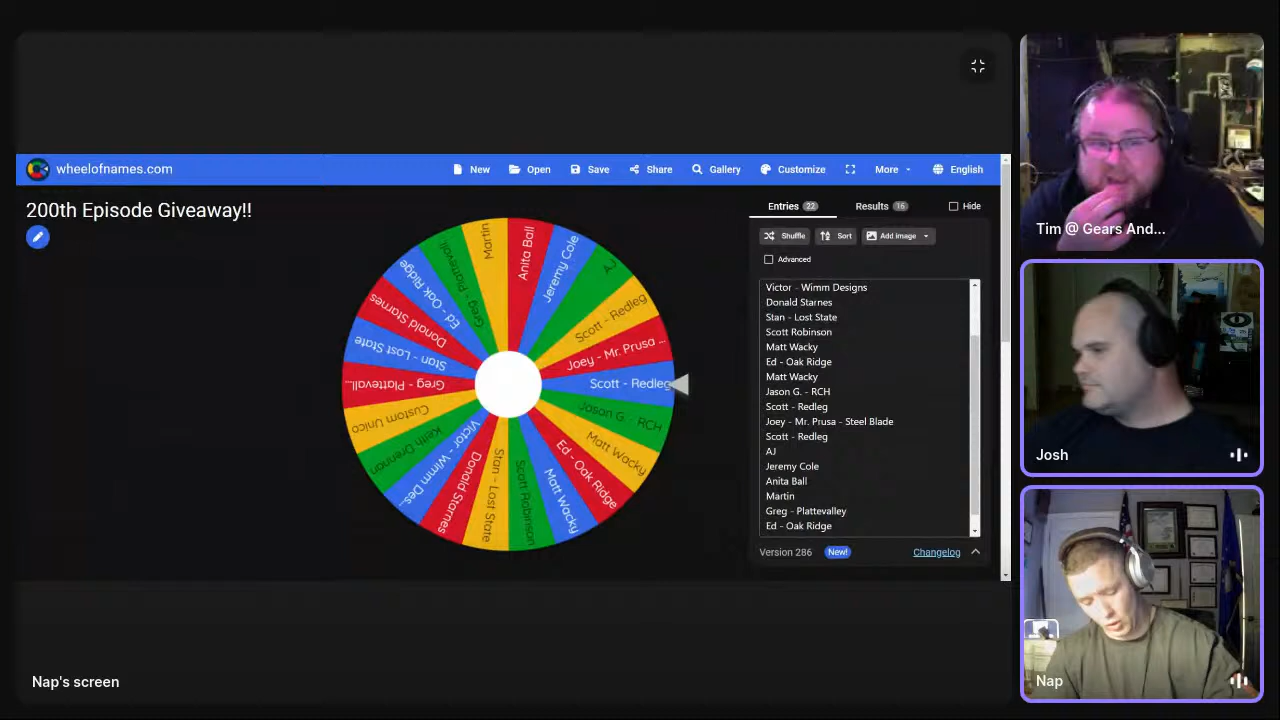 wheelofnames.com
New
Open
Save
Share
Gallery
Customize
More
English
200th Episode Giveaway!!
Entries 22
Results 16
Hide
Shuffle
Sort
Add image
Advanced
Victor - Wimm Designs
Donald Starnes
Stan - Lost State
Scott Robinson
Matt Wacky
Ed - Oak Ridge
Matt Wacky
Jason G. - RCH
Scott - Redleg
Joey - Mr. Prusa - Steel Blade
Scott - Redleg
AJ
Jeremy Cole
Anita Ball
Martin
Greg - Plattevalley
Ed - Oak Ridge
Version 286
New!
Changelog
Martin
Anita Ball
Jeremy Cole
AJ
Scott - Redleg
Joey - Mr. Prusa ...
Scott - Redleg
Jason G. - RCH
Matt Wacky
Ed - Oak Ridge
Matt Wacky
Scott Robinson
Stan - Lost State
Donald Starnes
Victor - Wimm Des...
Keith Drennon
Custom Unico
Greg - Plattevall...
Stan - Lost State
Donald Starnes
Ed - Oak Ridge
Greg - Plattevall...
Nap's screen
Tim @ Gears And...
Josh
Nap